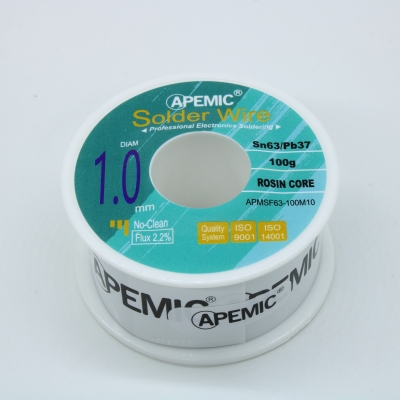 APEMIC®
Solder Wire
◄ Professional Electronics Soldering ►
DIAM
1.0
mm
Sn63/Pb37
100g
ROSIN CORE
APMSF63-100M10
No-Clean
Flux 2.2%
Quality System
ISO 9001
ISO 14001
APEMIC®
APEMIC®